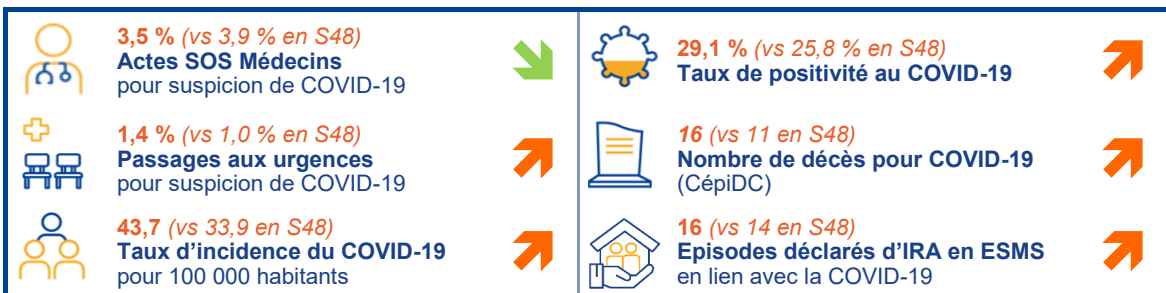 3,5 % (vs 3,9 % en S48)
Actes SOS Médecins
pour suspicion de COVID-19
1,4 % (vs 1,0 % en S48)
Passages aux urgences
pour suspicion de COVID-19
43,7 (vs 33,9 en S48)
Taux d’incidence du COVID-19
pour 100 000 habitants
29,1 % (vs 25,8 % en S48)
Taux de positivité au COVID-19
16 (vs 11 en S48)
Nombre de décès pour COVID-19
(CépiDC)
16 (vs 14 en S48)
Episodes déclarés d’IRA en ESMS
en lien avec la COVID-19